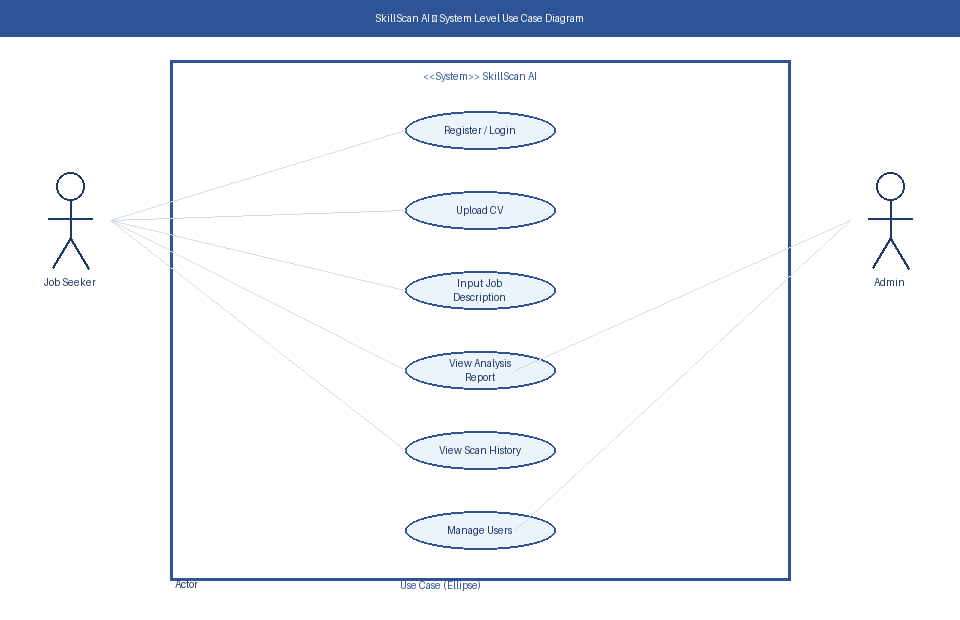 SkillScan AI □ System Level Use Case Diagram
<<System>> SkillScan AI
Register / Login
Upload CV
Input Job
Description
View Analysis
Report
View Scan History
Manage Users
Job Seeker
Admin
Actor
Use Case (Ellipse)